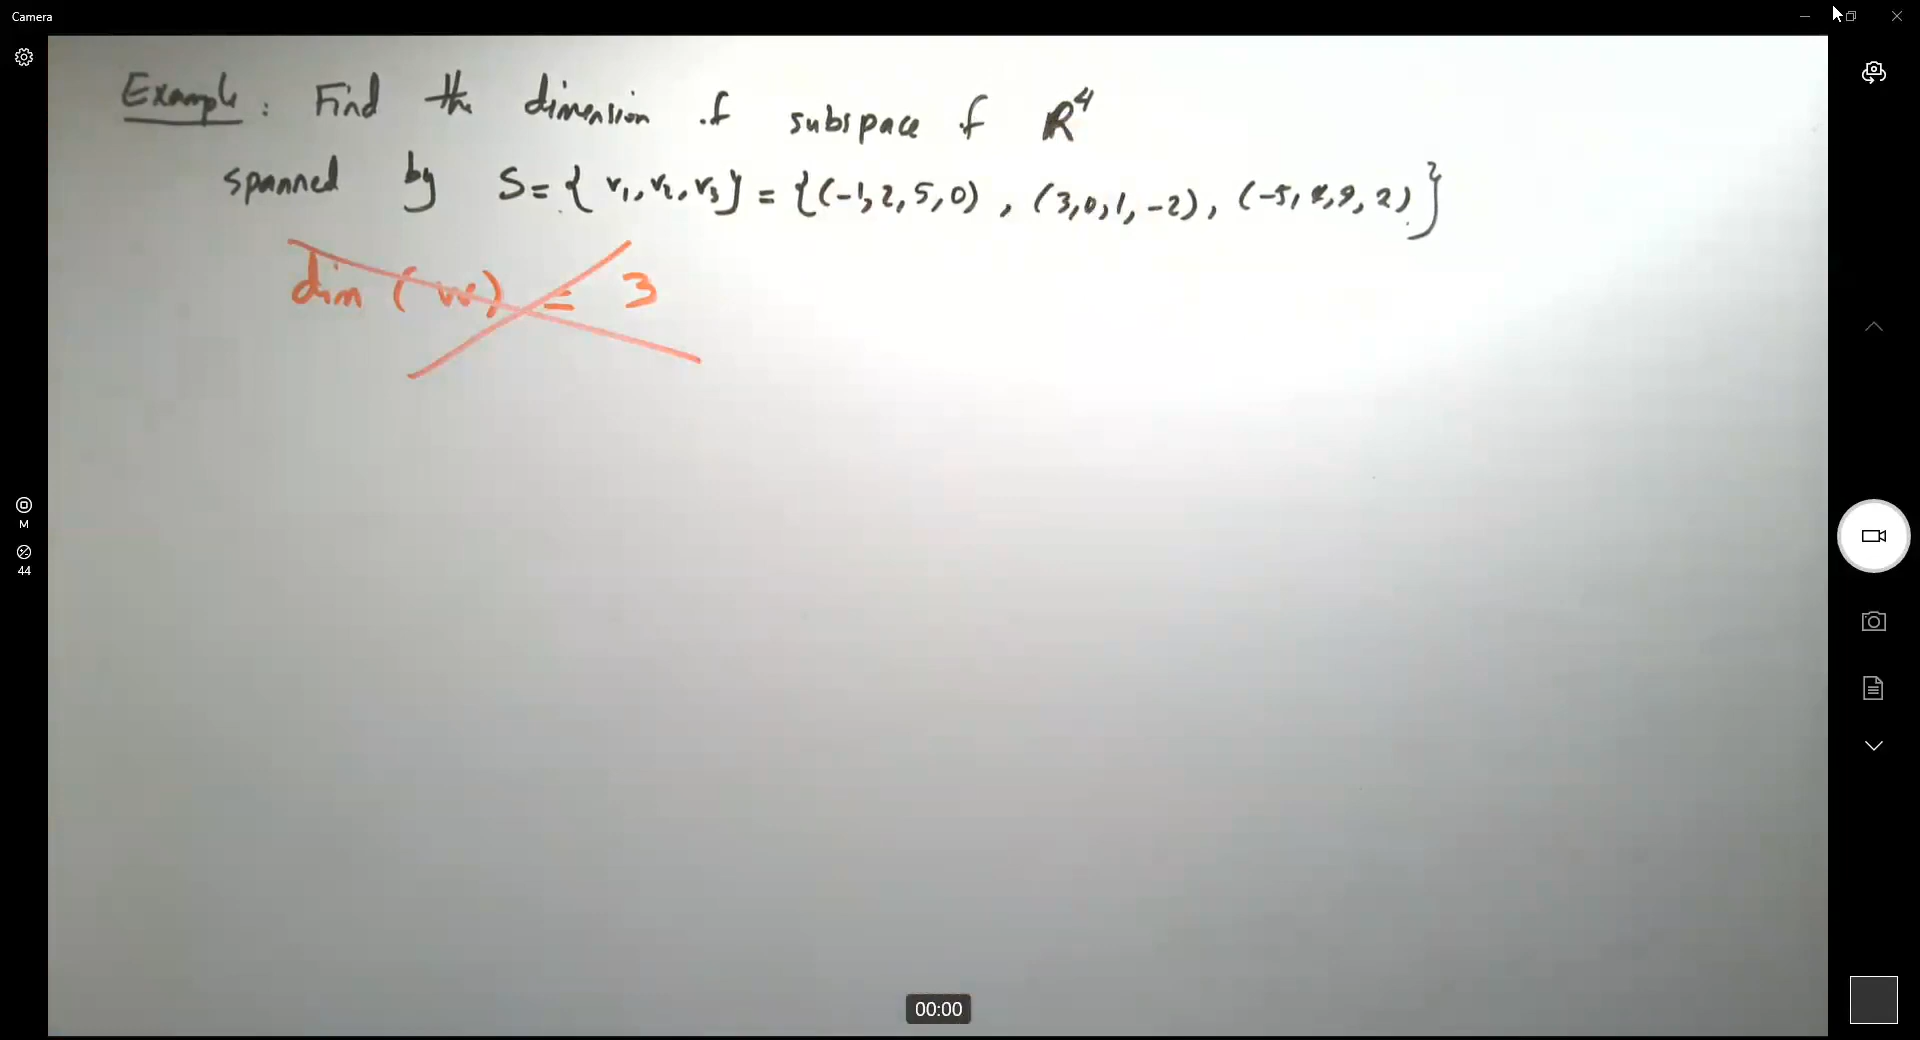 Camera
Example: Find the dimension of subspace of R⁴
spanned by S = { v₁, v₂, v₃ } = {(-1, 2, 5, 0), (3, 0, 1, -2), (-5, 4, 9, 2)}
dim (W) = 3
M
44
00:00